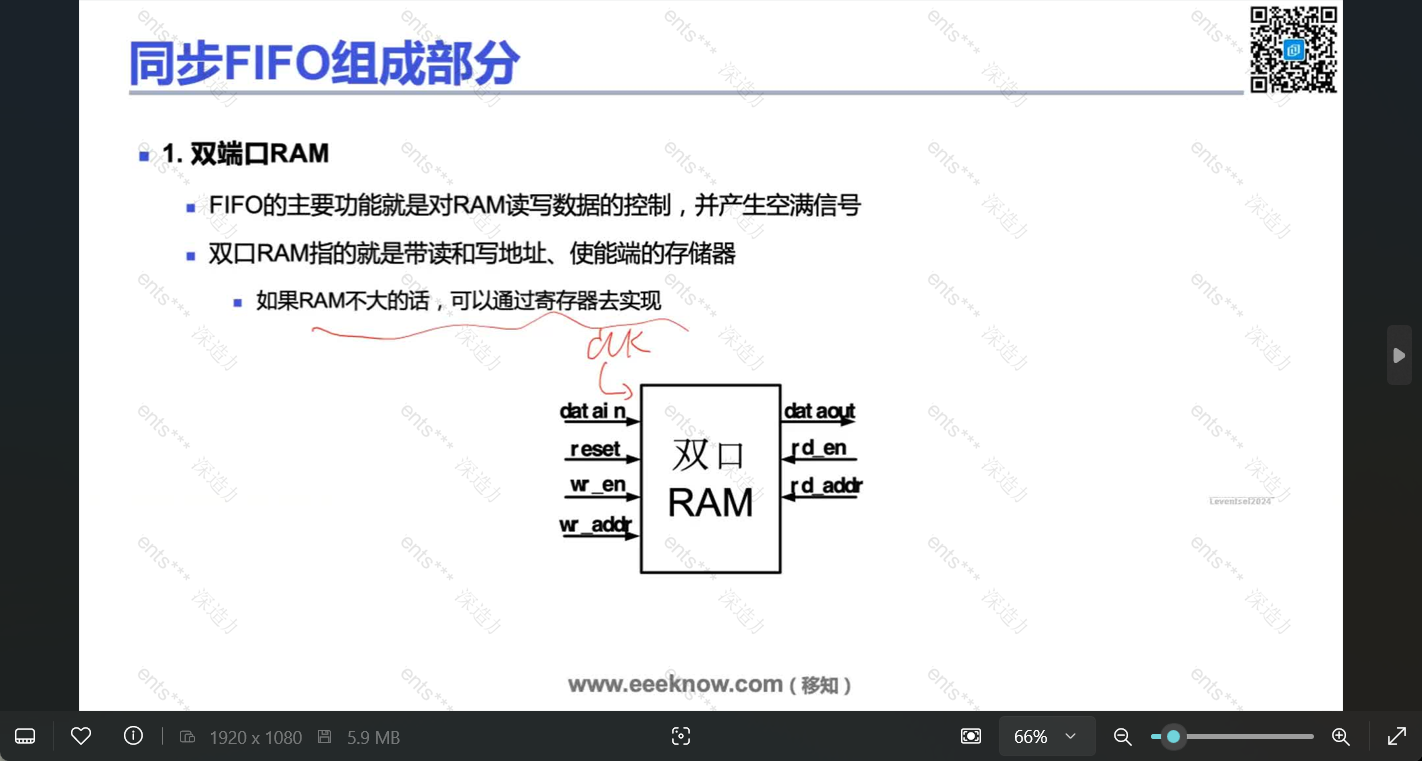 同步FIFO组成部分
1. 双端口RAM
FIFO的主要功能就是对RAM读写数据的控制，并产生空满信号
双口RAM指的就是带读和写地址、使能端的存储器
如果RAM不大的话，可以通过寄存器去实现
clk
datain
dataout
reset
rd_en
wr_en
rd_addr
wr_addr
双口
RAM
Leventsel2024
www.eeeknow.com（移知）
ents*** 深造力
1920 x 1080
5.9 MB
66%